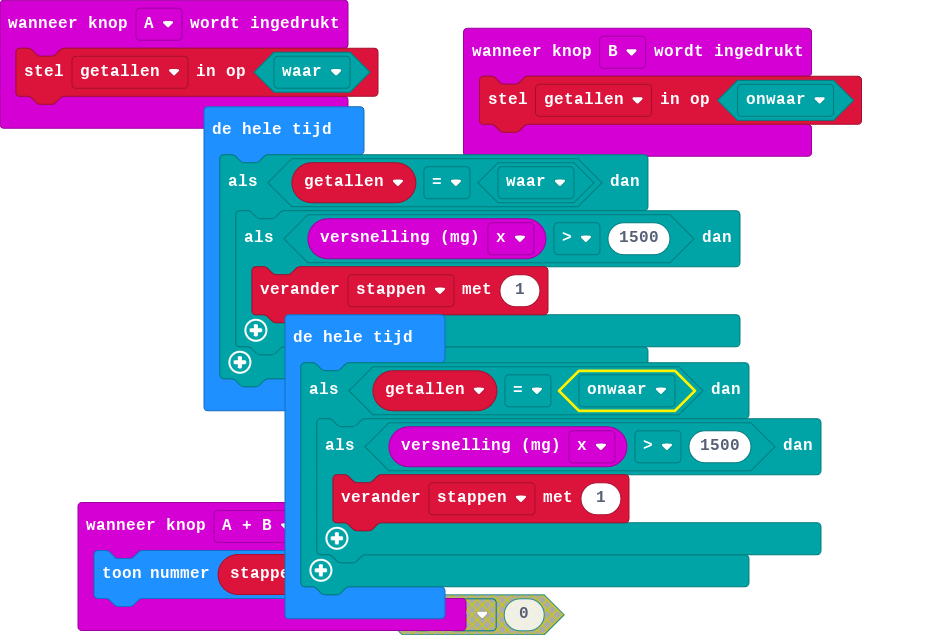 wanneer knop A wordt ingedrukt
stel getallen in op waar
wanneer knop B wordt ingedrukt
stel getallen in op onwaar
de hele tijd
als getallen = waar dan
als versnelling (mg) x > 1500 dan
verander stappen met 1
de hele tijd
als getallen = onwaar dan
als versnelling (mg) x > 1500 dan
verander stappen met 1
wanneer knop A + B
toon nummer stappe
0